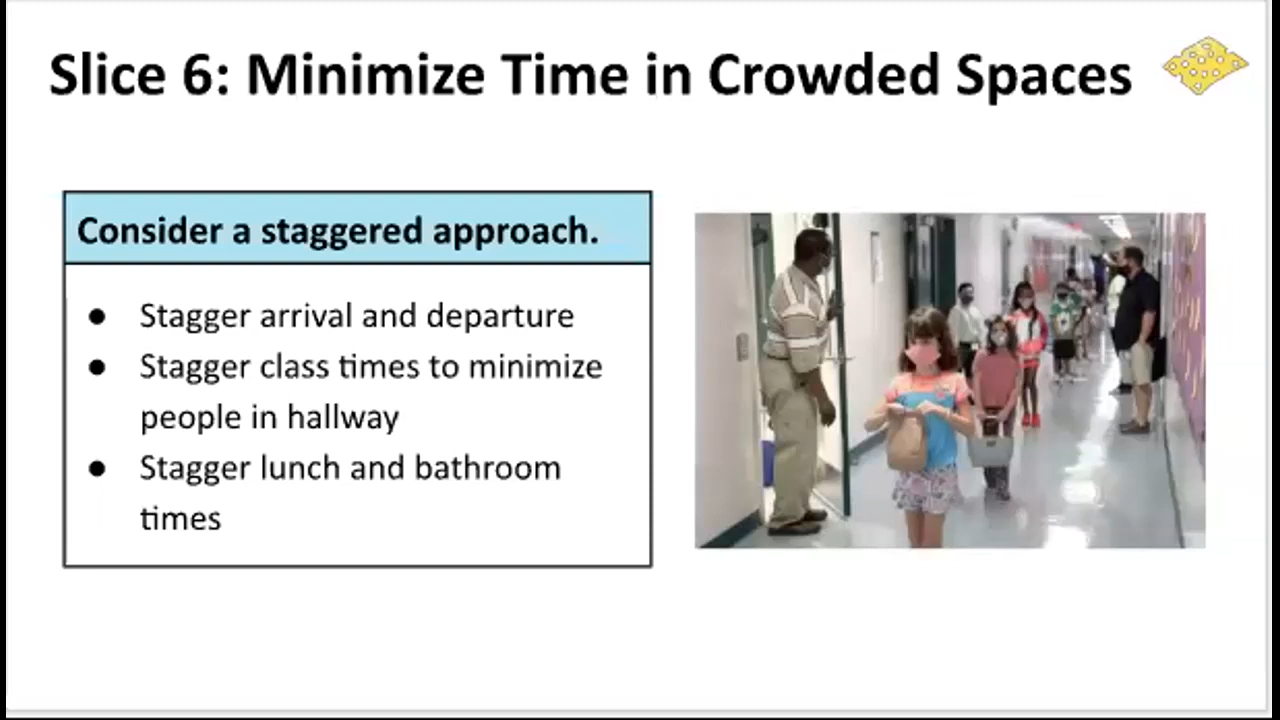 Slice 6: Minimize Time in Crowded Spaces
Consider a staggered approach.
● Stagger arrival and departure
● Stagger class times to minimize
people in hallway
● Stagger lunch and bathroom
times